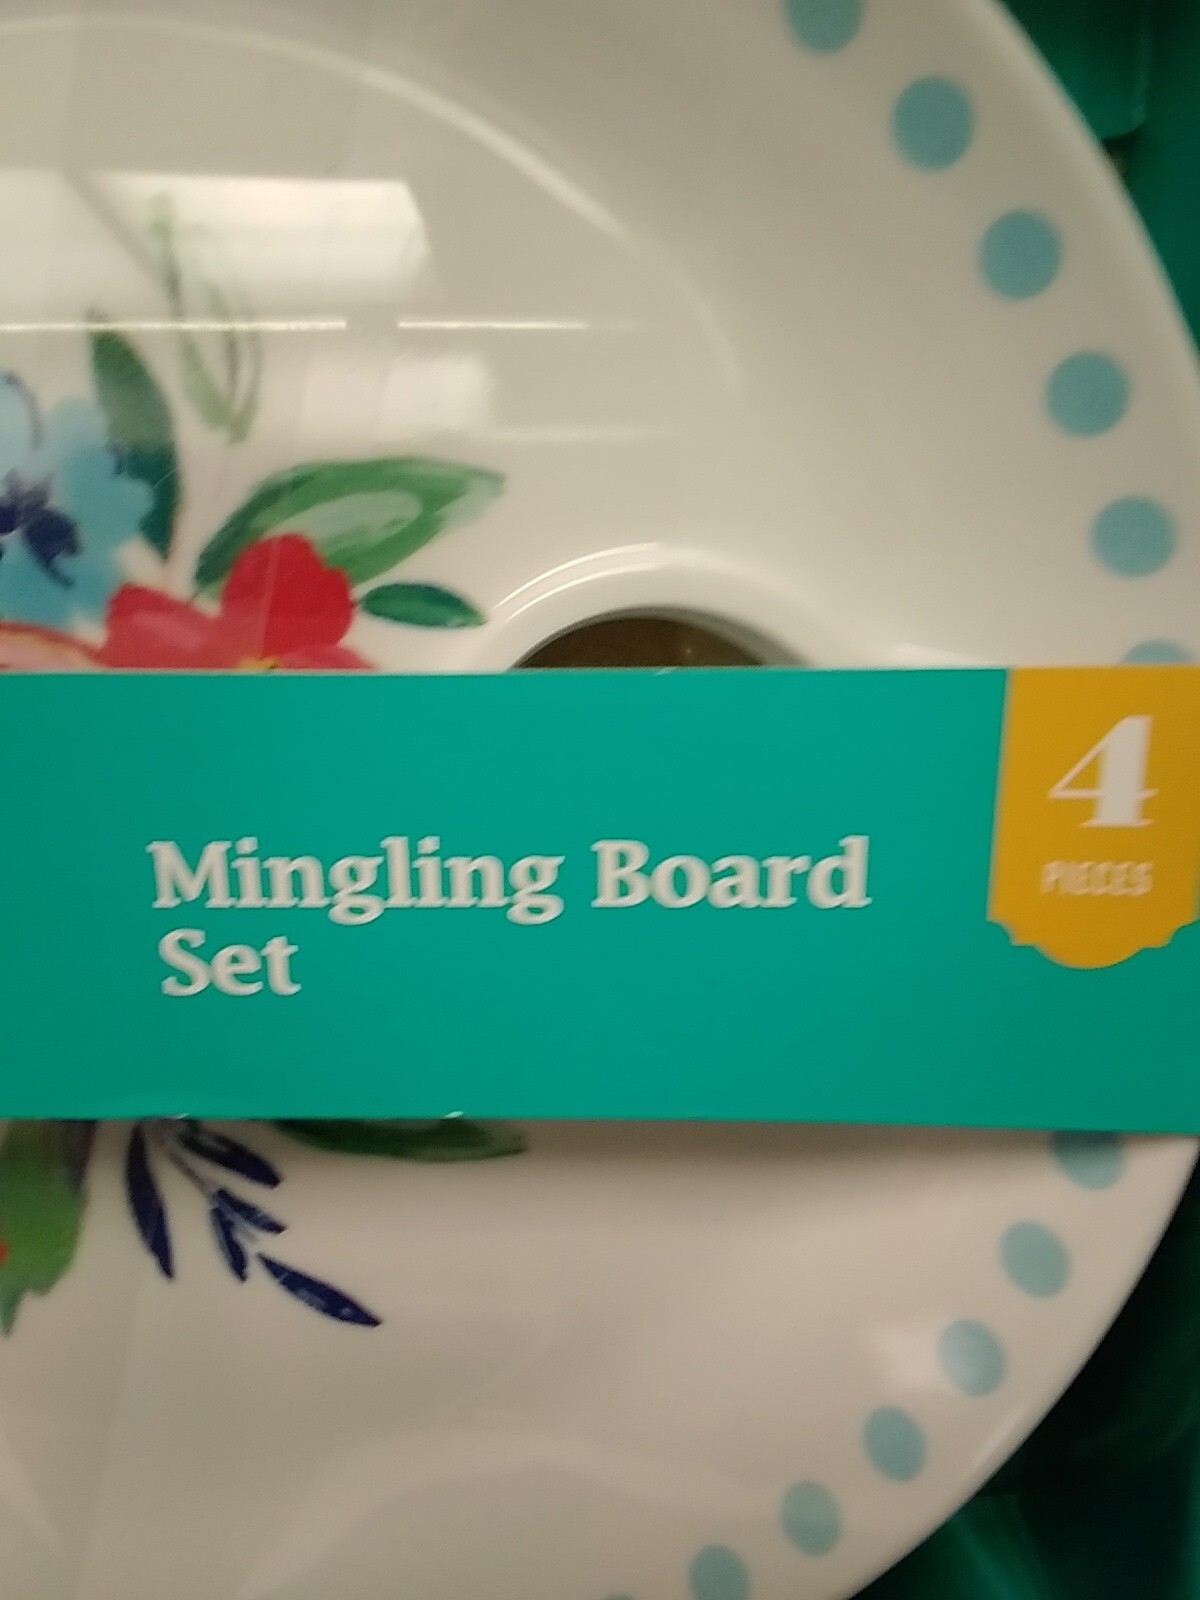 4
PIECES
Mingling Board
Set